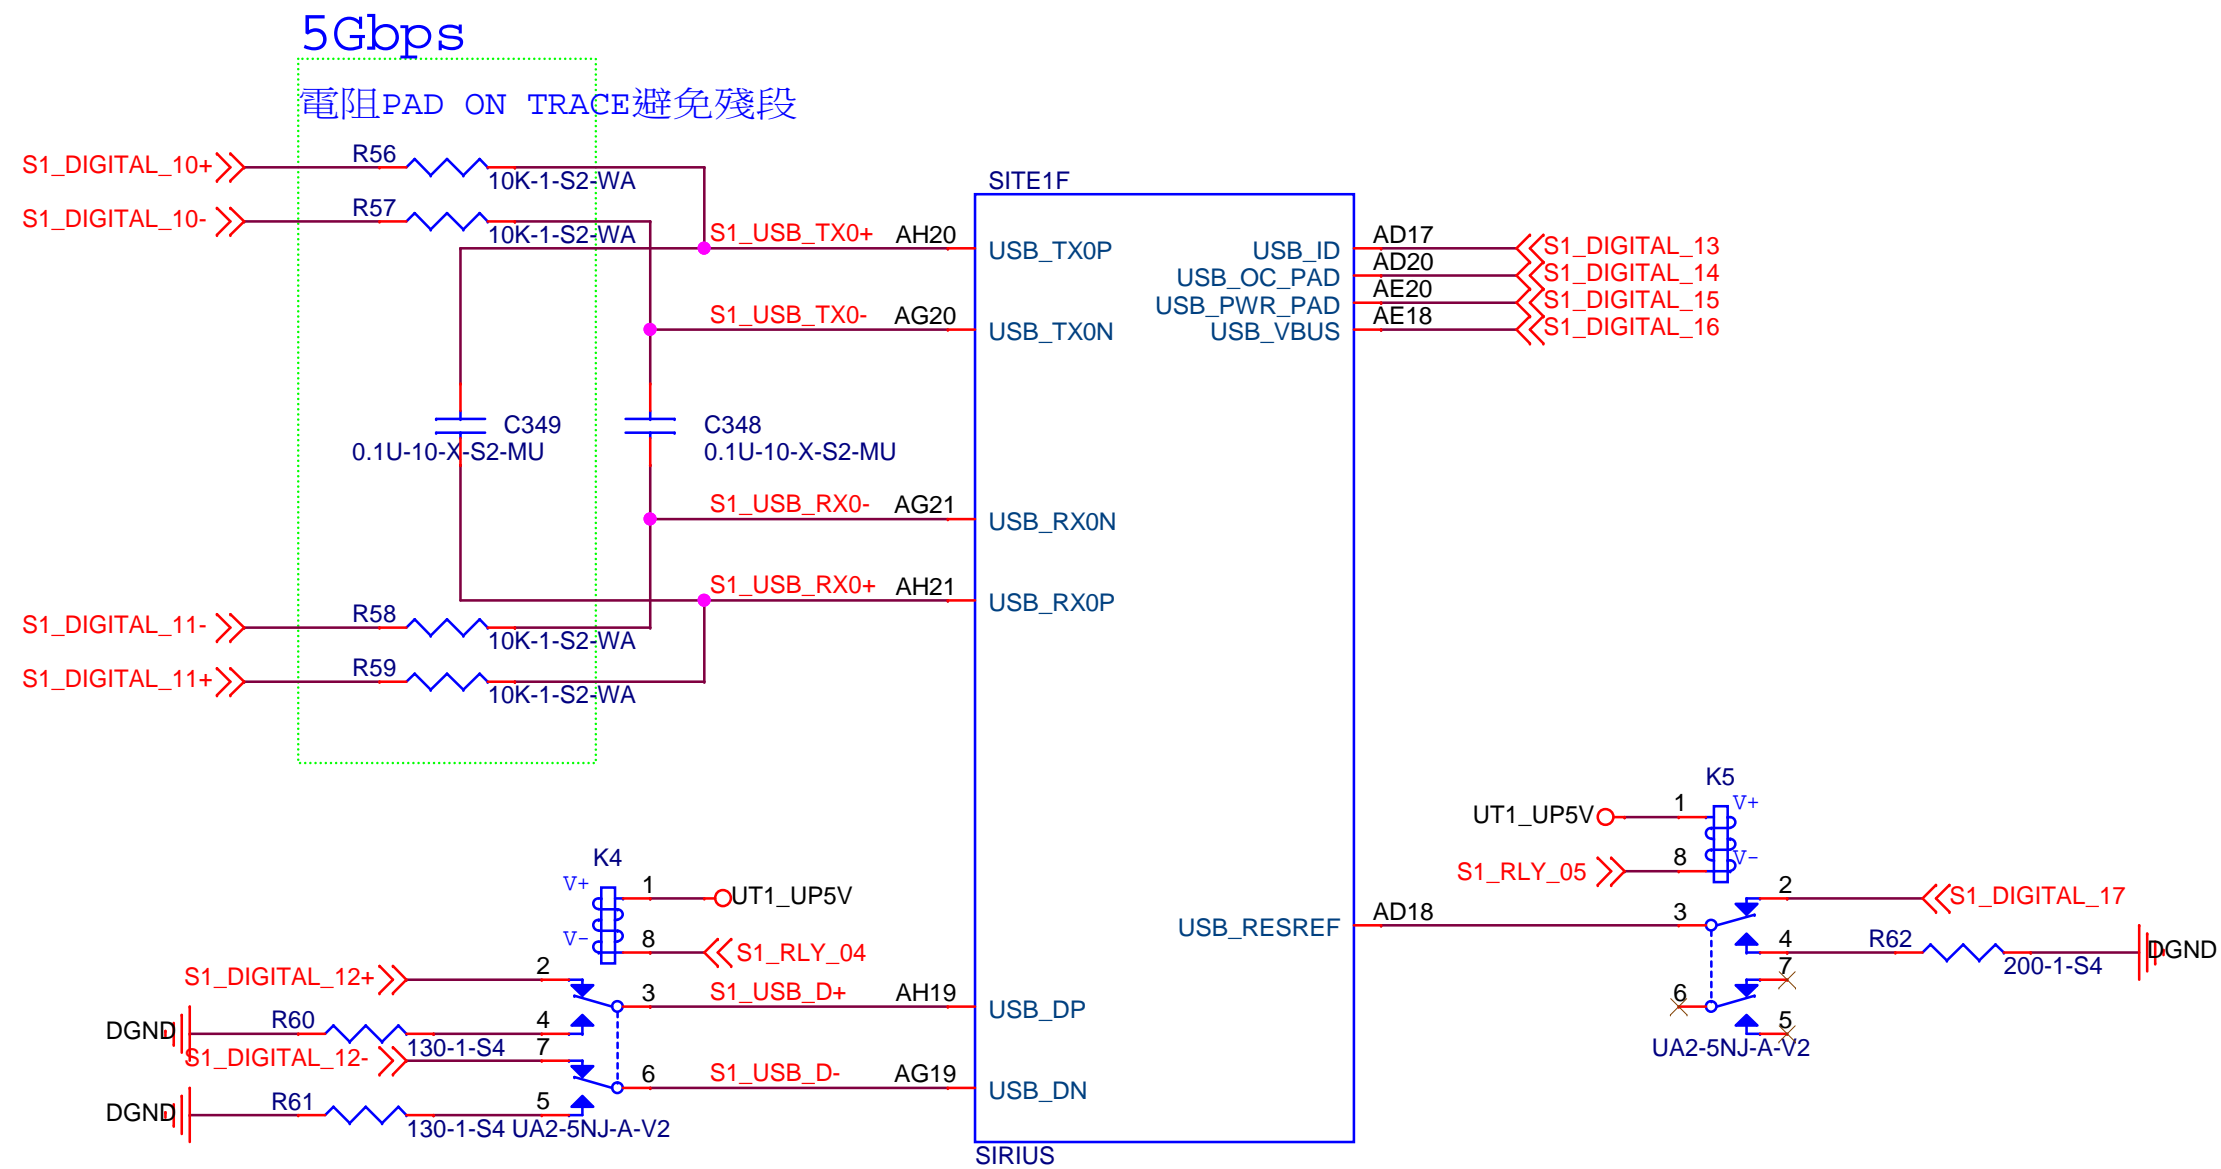 5Gbps
電阻PAD ON TRACE避免殘段
S1_DIGITAL_10+
R56
10K-1-S2-WA
S1_DIGITAL_10-
R57
10K-1-S2-WA
S1_USB_TX0+
AH20
S1_USB_TX0-
AG20
C349
0.1U-10-X-S2-MU
C348
0.1U-10-X-S2-MU
S1_USB_RX0-
AG21
S1_USB_RX0+
AH21
S1_DIGITAL_11-
R58
10K-1-S2-WA
S1_DIGITAL_11+
R59
10K-1-S2-WA
SITE1F
USB_TX0P
USB_TX0N
USB_RX0N
USB_RX0P
USB_DP
USB_DN
USB_ID
USB_OC_PAD
USB_PWR_PAD
USB_VBUS
USB_RESREF
SIRIUS
AD17
S1_DIGITAL_13
AD20
S1_DIGITAL_14
AE20
S1_DIGITAL_15
AE18
S1_DIGITAL_16
K4
V+
1
UT1_UP5V
V-
8
S1_RLY_04
S1_DIGITAL_12+
2
3
S1_USB_D+
AH19
DGND
R60
130-1-S4
4
S1_DIGITAL_12-
7
6
S1_USB_D-
AG19
DGND
R61
130-1-S4
5
UA2-5NJ-A-V2
K5
UT1_UP5V
1
V+
S1_RLY_05
8
V-
2
S1_DIGITAL_17
AD18
3
4
R62
200-1-S4
DGND
7
6
5
UA2-5NJ-A-V2